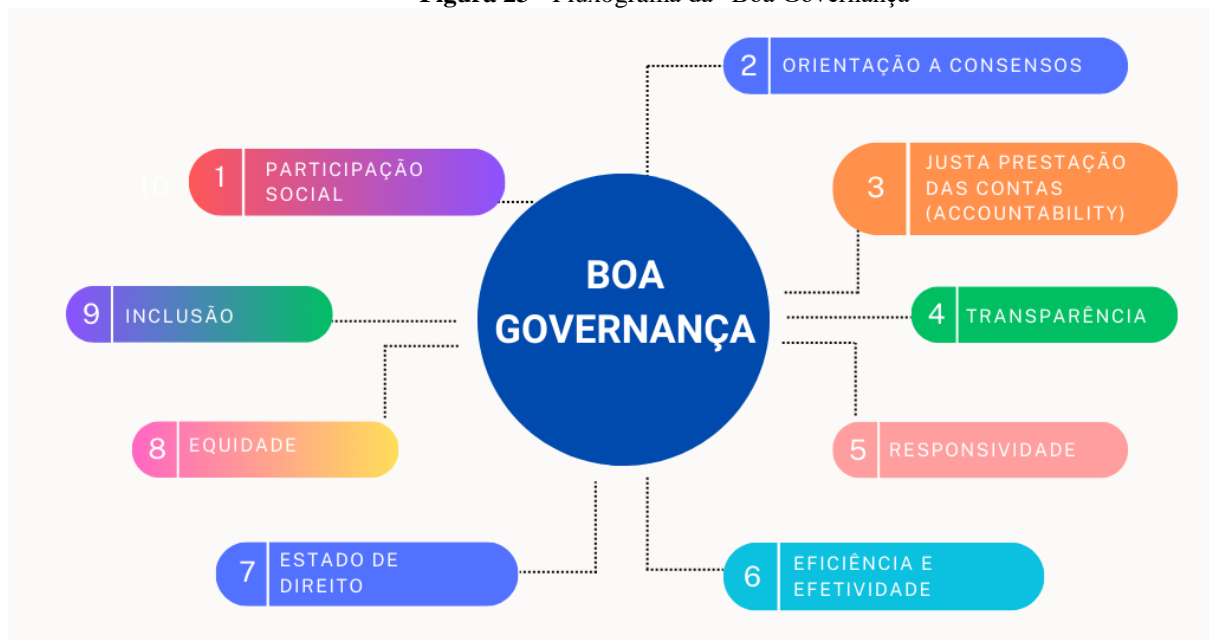 2 ORIENTAÇÃO A CONSENSOS
10
1 PARTICIPAÇÃO
SOCIAL
3 JUSTA PRESTAÇÃO
DAS CONTAS
(ACCOUNTABILITY)
BOA
GOVERNANÇA
9 INCLUSÃO
4 TRANSPARÊNCIA
8 EQUIDADE
5 RESPONSIVIDADE
7 ESTADO DE
DIREITO
6 EFICIÊNCIA E
EFETIVIDADE